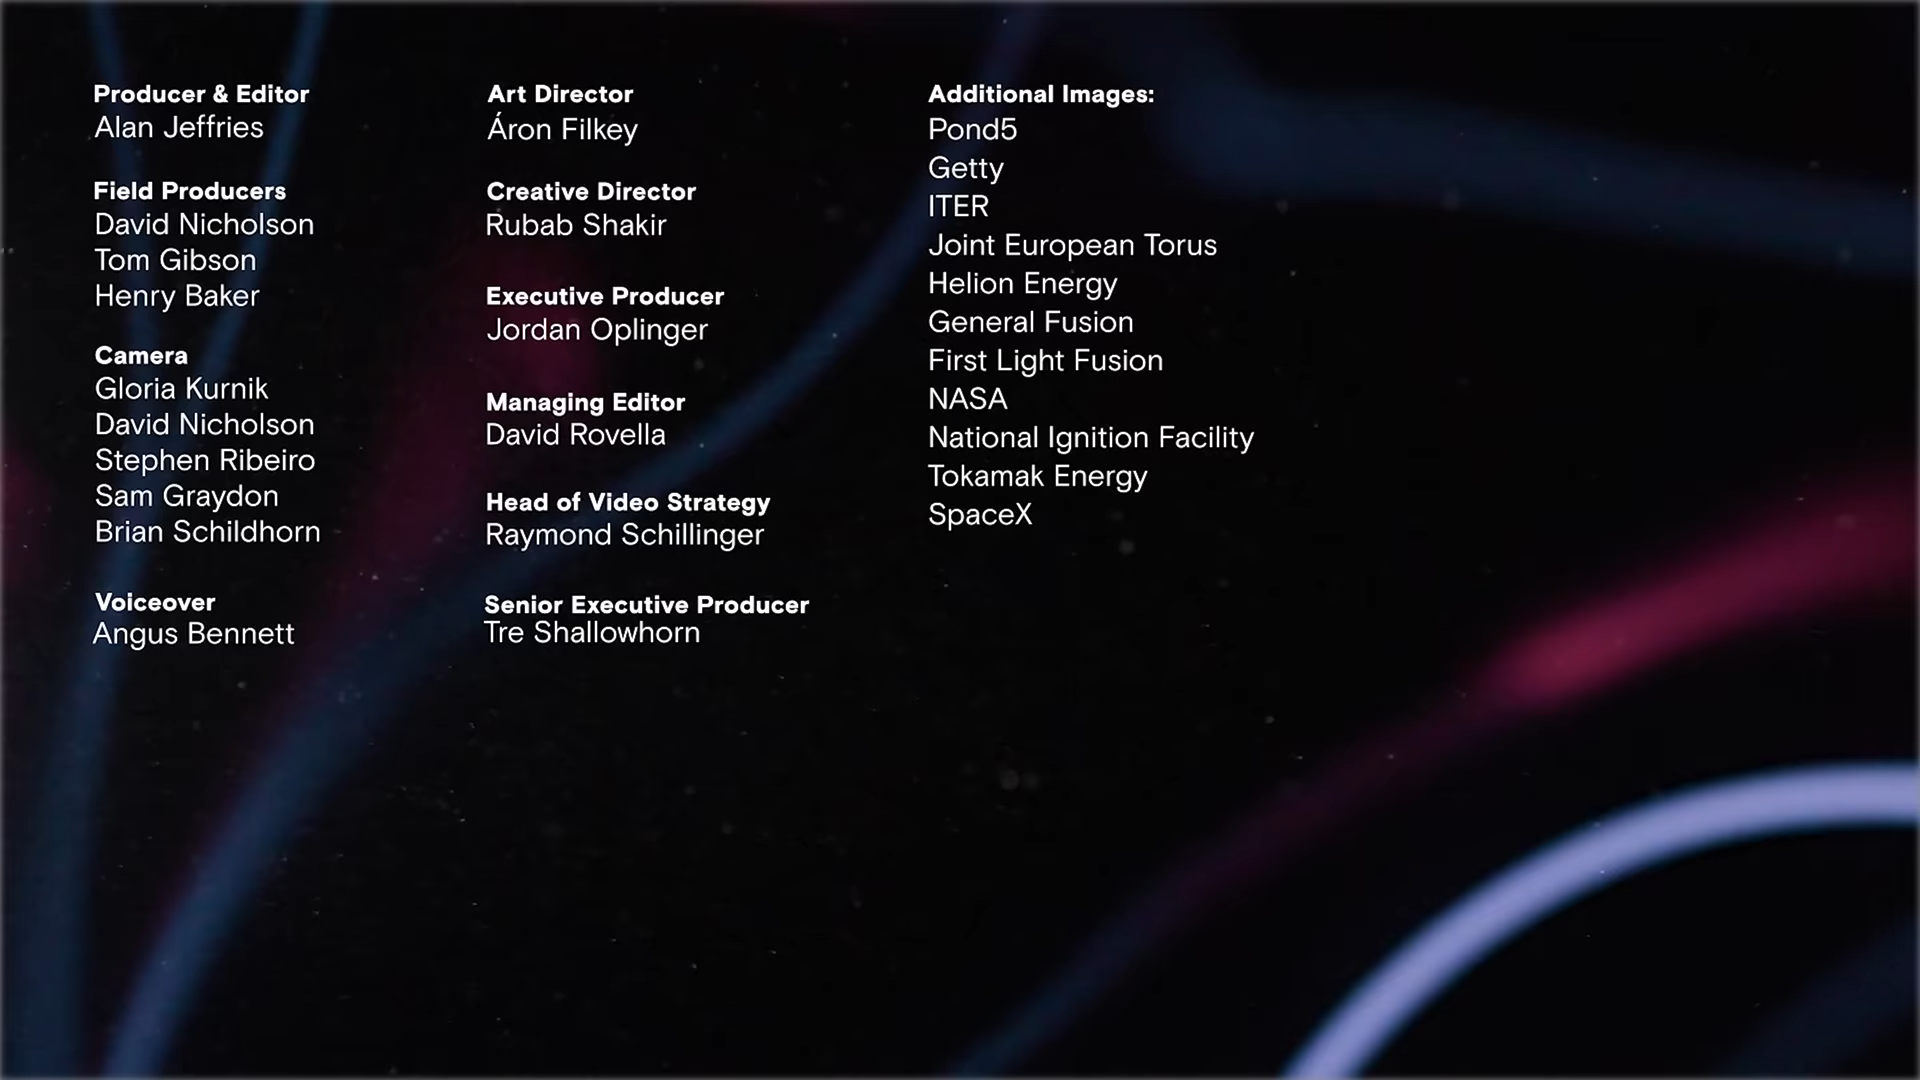 Producer & Editor
Alan Jeffries
Field Producers
David Nicholson
Tom Gibson
Henry Baker
Camera
Gloria Kurnik
David Nicholson
Stephen Ribeiro
Sam Graydon
Brian Schildhorn
Voiceover
Angus Bennett
Art Director
Áron Filkey
Creative Director
Rubab Shakir
Executive Producer
Jordan Oplinger
Managing Editor
David Rovella
Head of Video Strategy
Raymond Schillinger
Senior Executive Producer
Tre Shallowhorn
Additional Images:
Pond5
Getty
ITER
Joint European Torus
Helion Energy
General Fusion
First Light Fusion
NASA
National Ignition Facility
Tokamak Energy
SpaceX